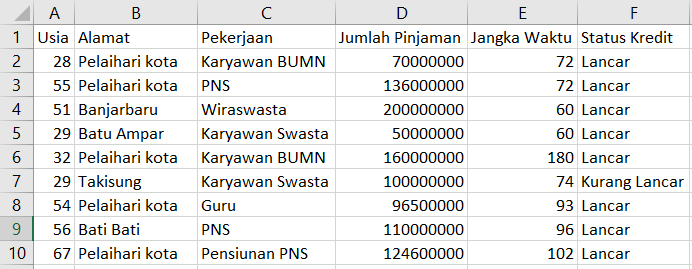 A B C D E F
1 Usia Alamat Pekerjaan Jumlah Pinjaman Jangka Waktu Status Kredit
2 28 Pelaihari kota Karyawan BUMN 70000000 72 Lancar
3 55 Pelaihari kota PNS 136000000 72 Lancar
4 51 Banjarbaru Wiraswasta 200000000 60 Lancar
5 29 Batu Ampar Karyawan Swasta 50000000 60 Lancar
6 32 Pelaihari kota Karyawan BUMN 160000000 180 Lancar
7 29 Takisung Karyawan Swasta 100000000 74 Kurang Lancar
8 54 Pelaihari kota Guru 96500000 93 Lancar
9 56 Bati Bati PNS 110000000 96 Lancar
10 67 Pelaihari kota Pensiunan PNS 124600000 102 Lancar